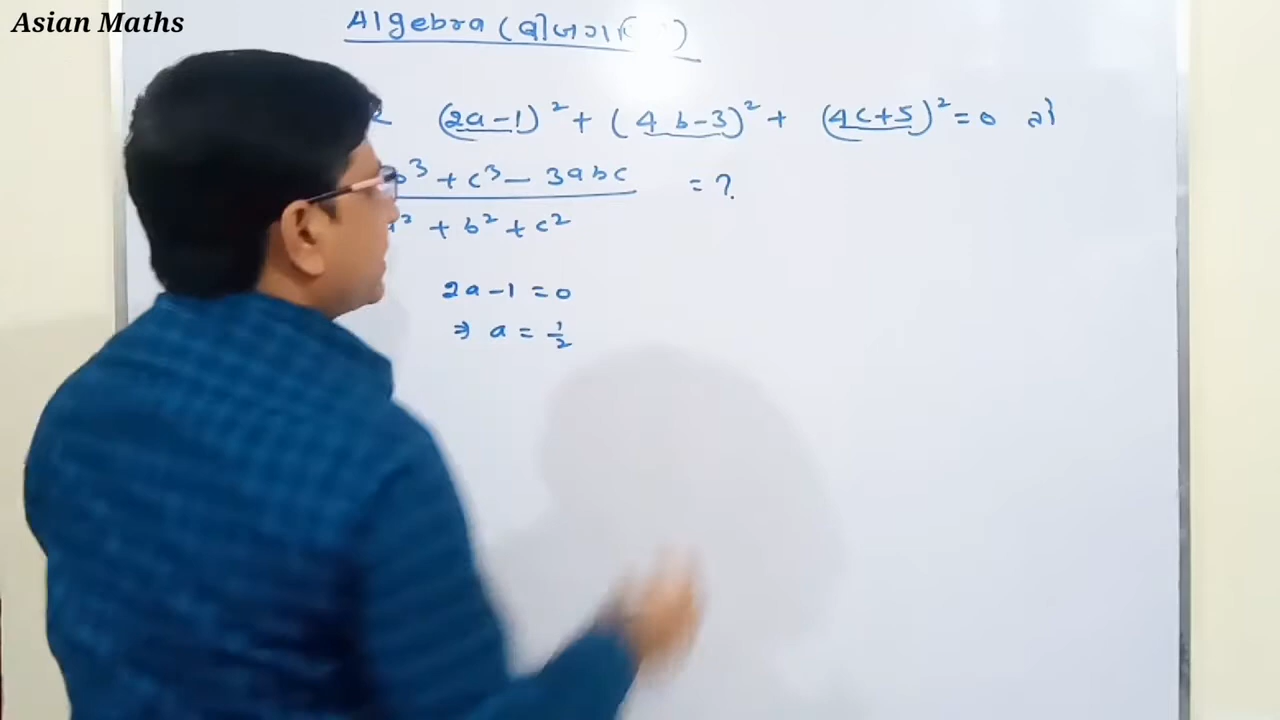 Asian Maths
Algebra (
(2a-1)² + (4b-3)² + (4c+5)² = 0 तो
b³ + c³ - 3abc = ?
a² + b² + c²
2a - 1 = 0
⇒ a = 1/2